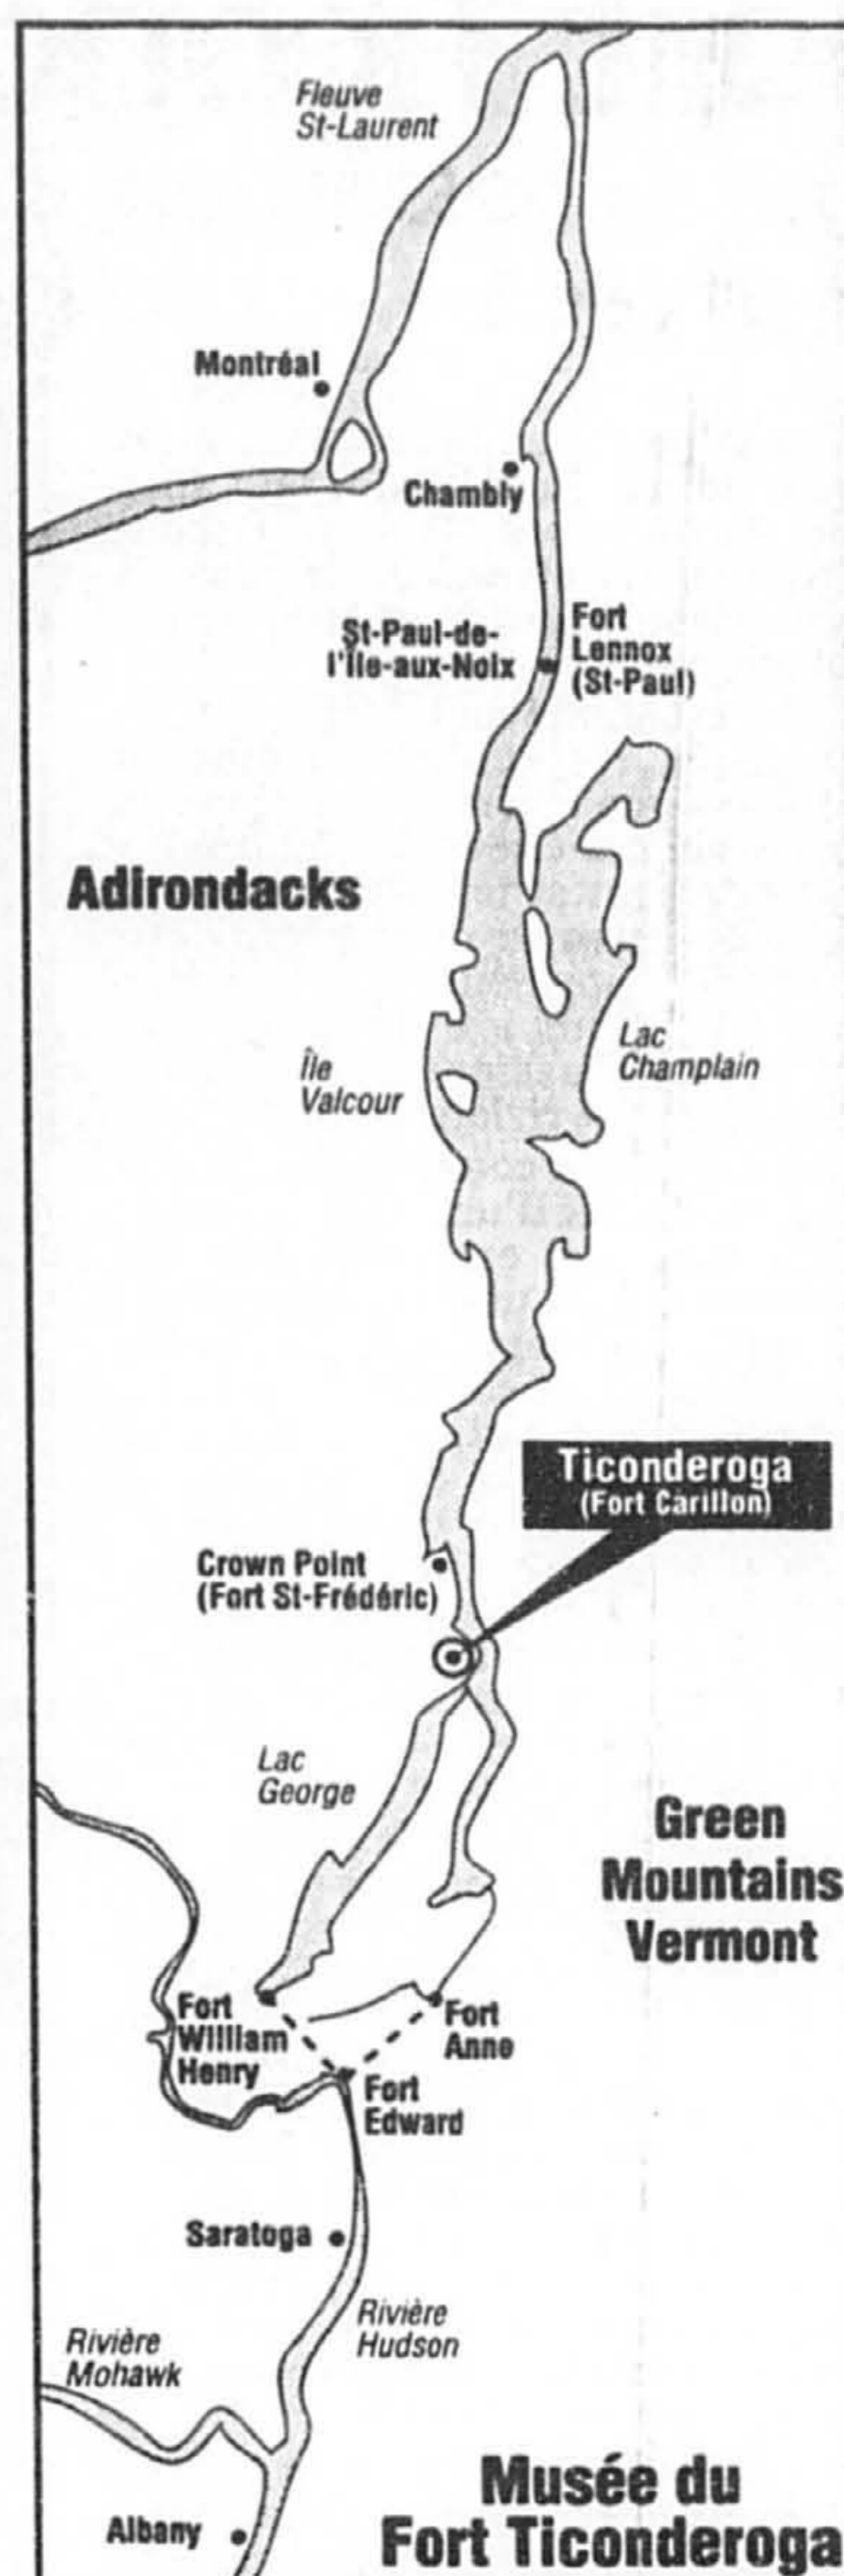 Fleuve
St-Laurent
Montréal
Chambly
St-Paul-de-
l'Île-aux-Noix
Fort
Lennox
(St-Paul)
Adirondacks
Île
Valcour
Lac
Champlain
Ticonderoga
(Fort Carillon)
Crown Point
(Fort St-Frédéric)
Lac
George
Green
Mountains
Vermont
Fort
William
Henry
Fort
Anne
Fort
Edward
Saratoga
Rivière
Hudson
Rivière
Mohawk
Albany
Musée du
Fort Ticonderoga